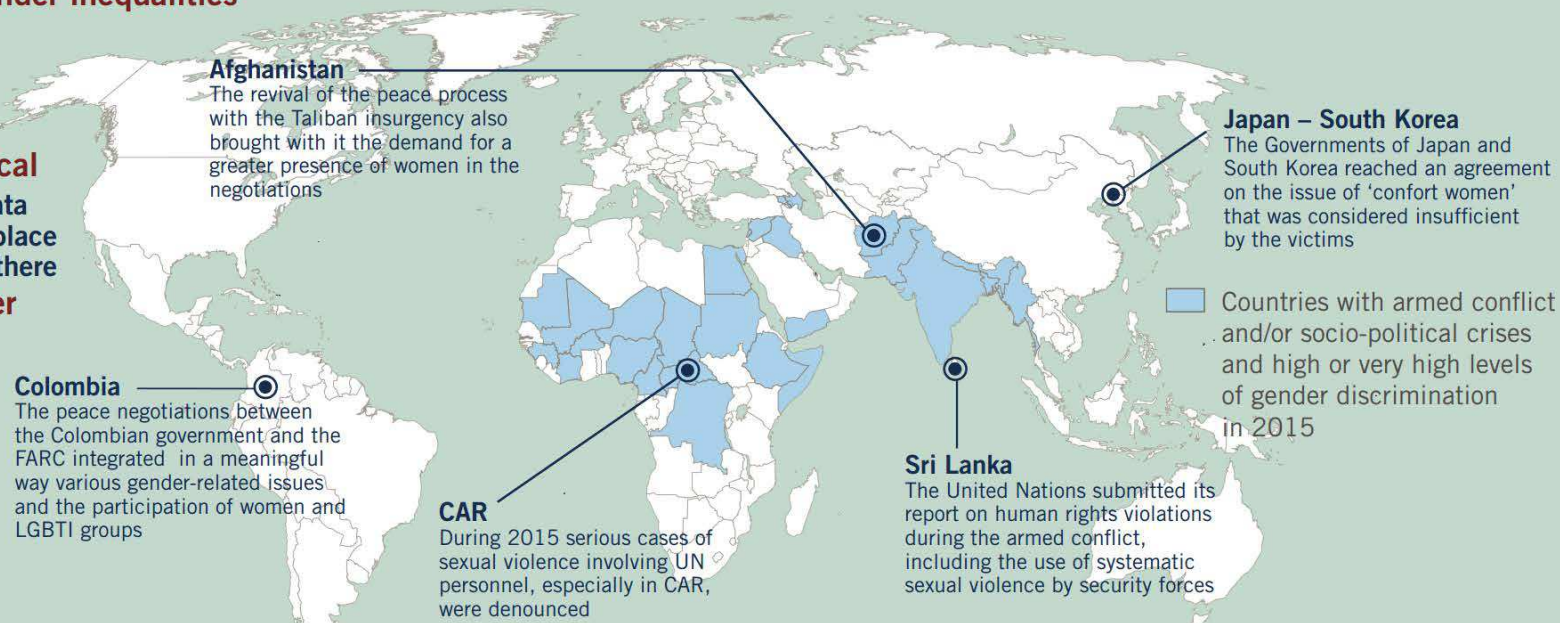 Afghanistan
The revival of the peace process
with the Taliban insurgency also
brought with it the demand for a
greater presence of women in the
negotiations
Japan – South Korea
The Governments of Japan and
South Korea reached an agreement
on the issue of ‘confort women’
that was considered insufficient
by the victims
Countries with armed conflict
and/or socio-political crises
and high or very high levels
of gender discrimination
in 2015
Colombia
The peace negotiations between
the Colombian government and the
FARC integrated in a meaningful
way various gender-related issues
and the participation of women and
LGBTI groups
CAR
During 2015 serious cases of
sexual violence involving UN
personnel, especially in CAR,
were denounced
Sri Lanka
The United Nations submitted its
report on human rights violations
during the armed conflict,
including the use of systematic
sexual violence by security forces